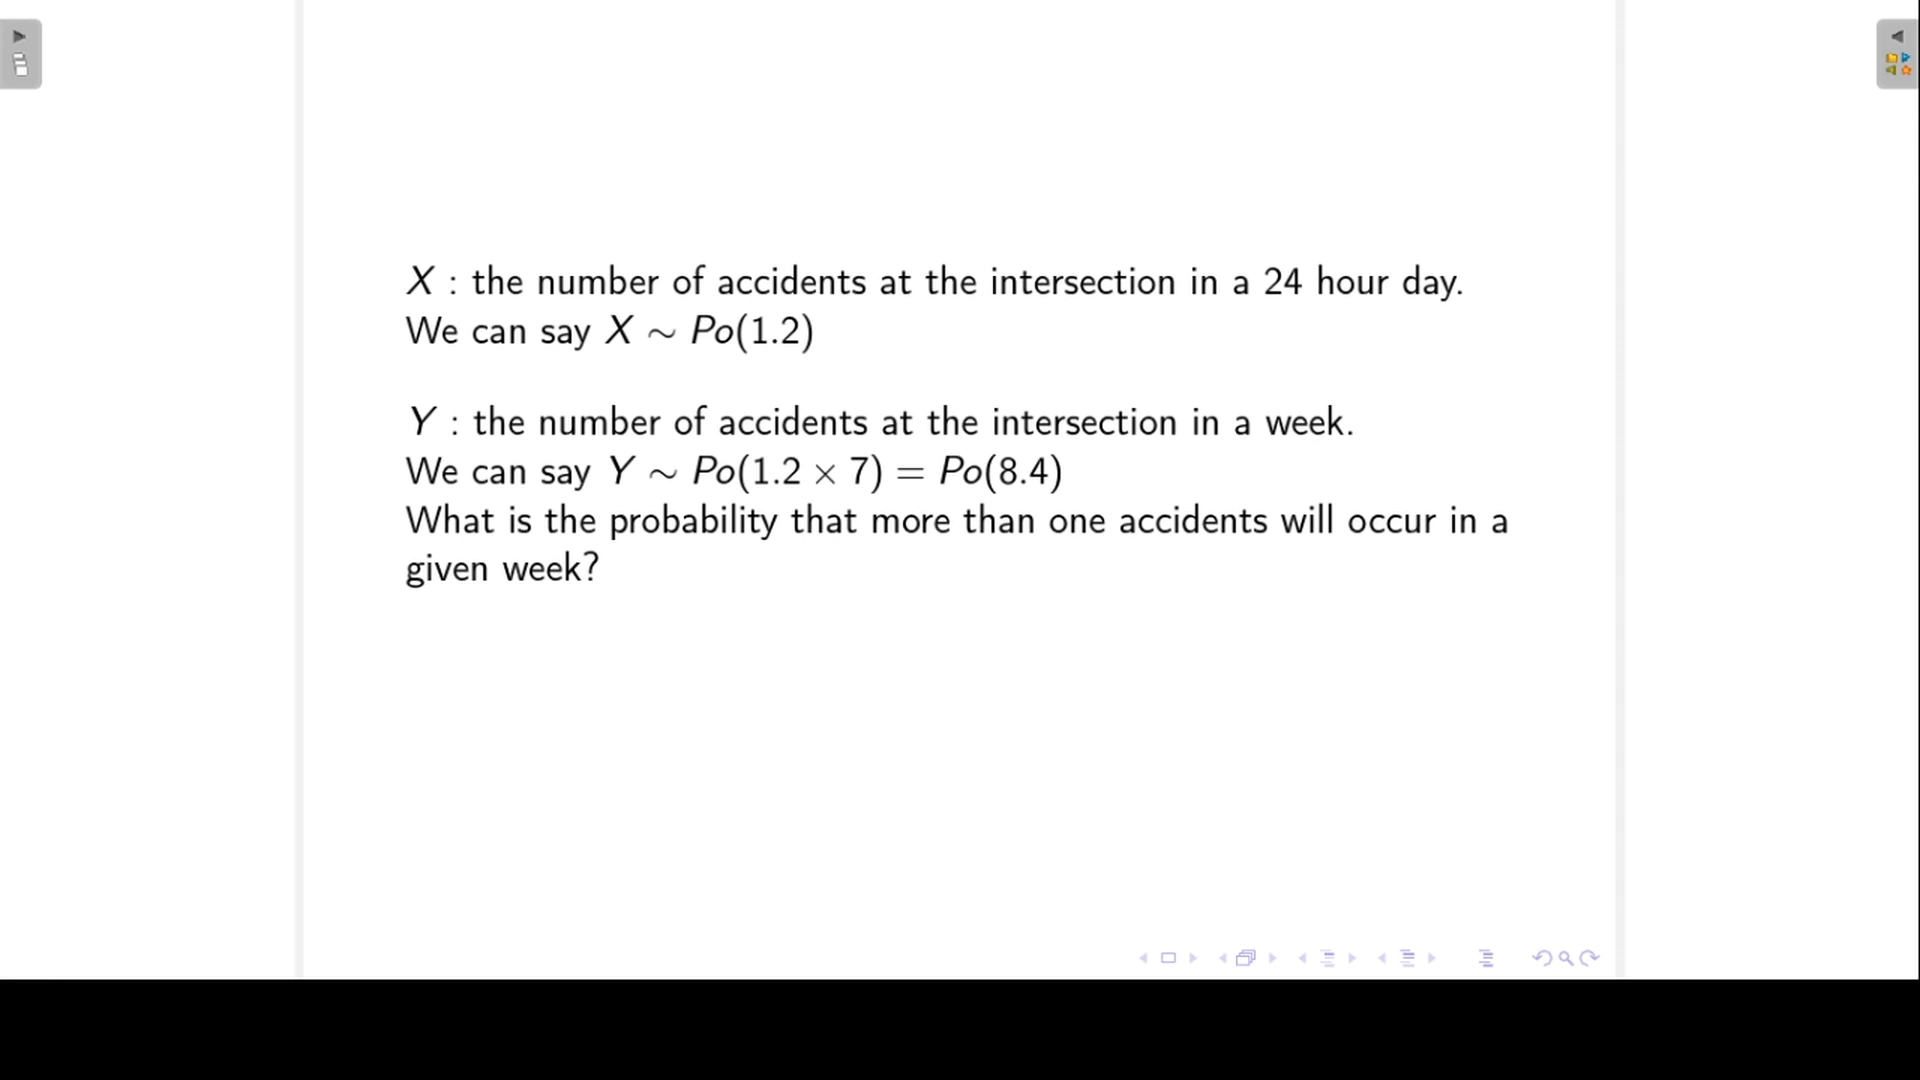 X : the number of accidents at the intersection in a 24 hour day.
We can say X ∼ Po(1.2)
Y : the number of accidents at the intersection in a week.
We can say Y ∼ Po(1.2 × 7) = Po(8.4)
What is the probability that more than one accidents will occur in a
given week?